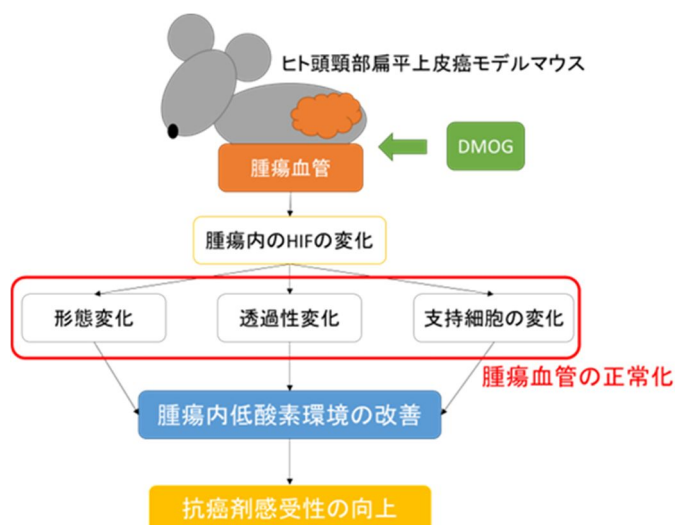 ヒト頭頸部扁平上皮癌モデルマウス
DMOG
腫瘍血管
腫瘍内のHIFの変化
形態変化
透過性変化
支持細胞の変化
腫瘍血管の正常化
腫瘍内低酸素環境の改善
抗癌剤感受性の向上